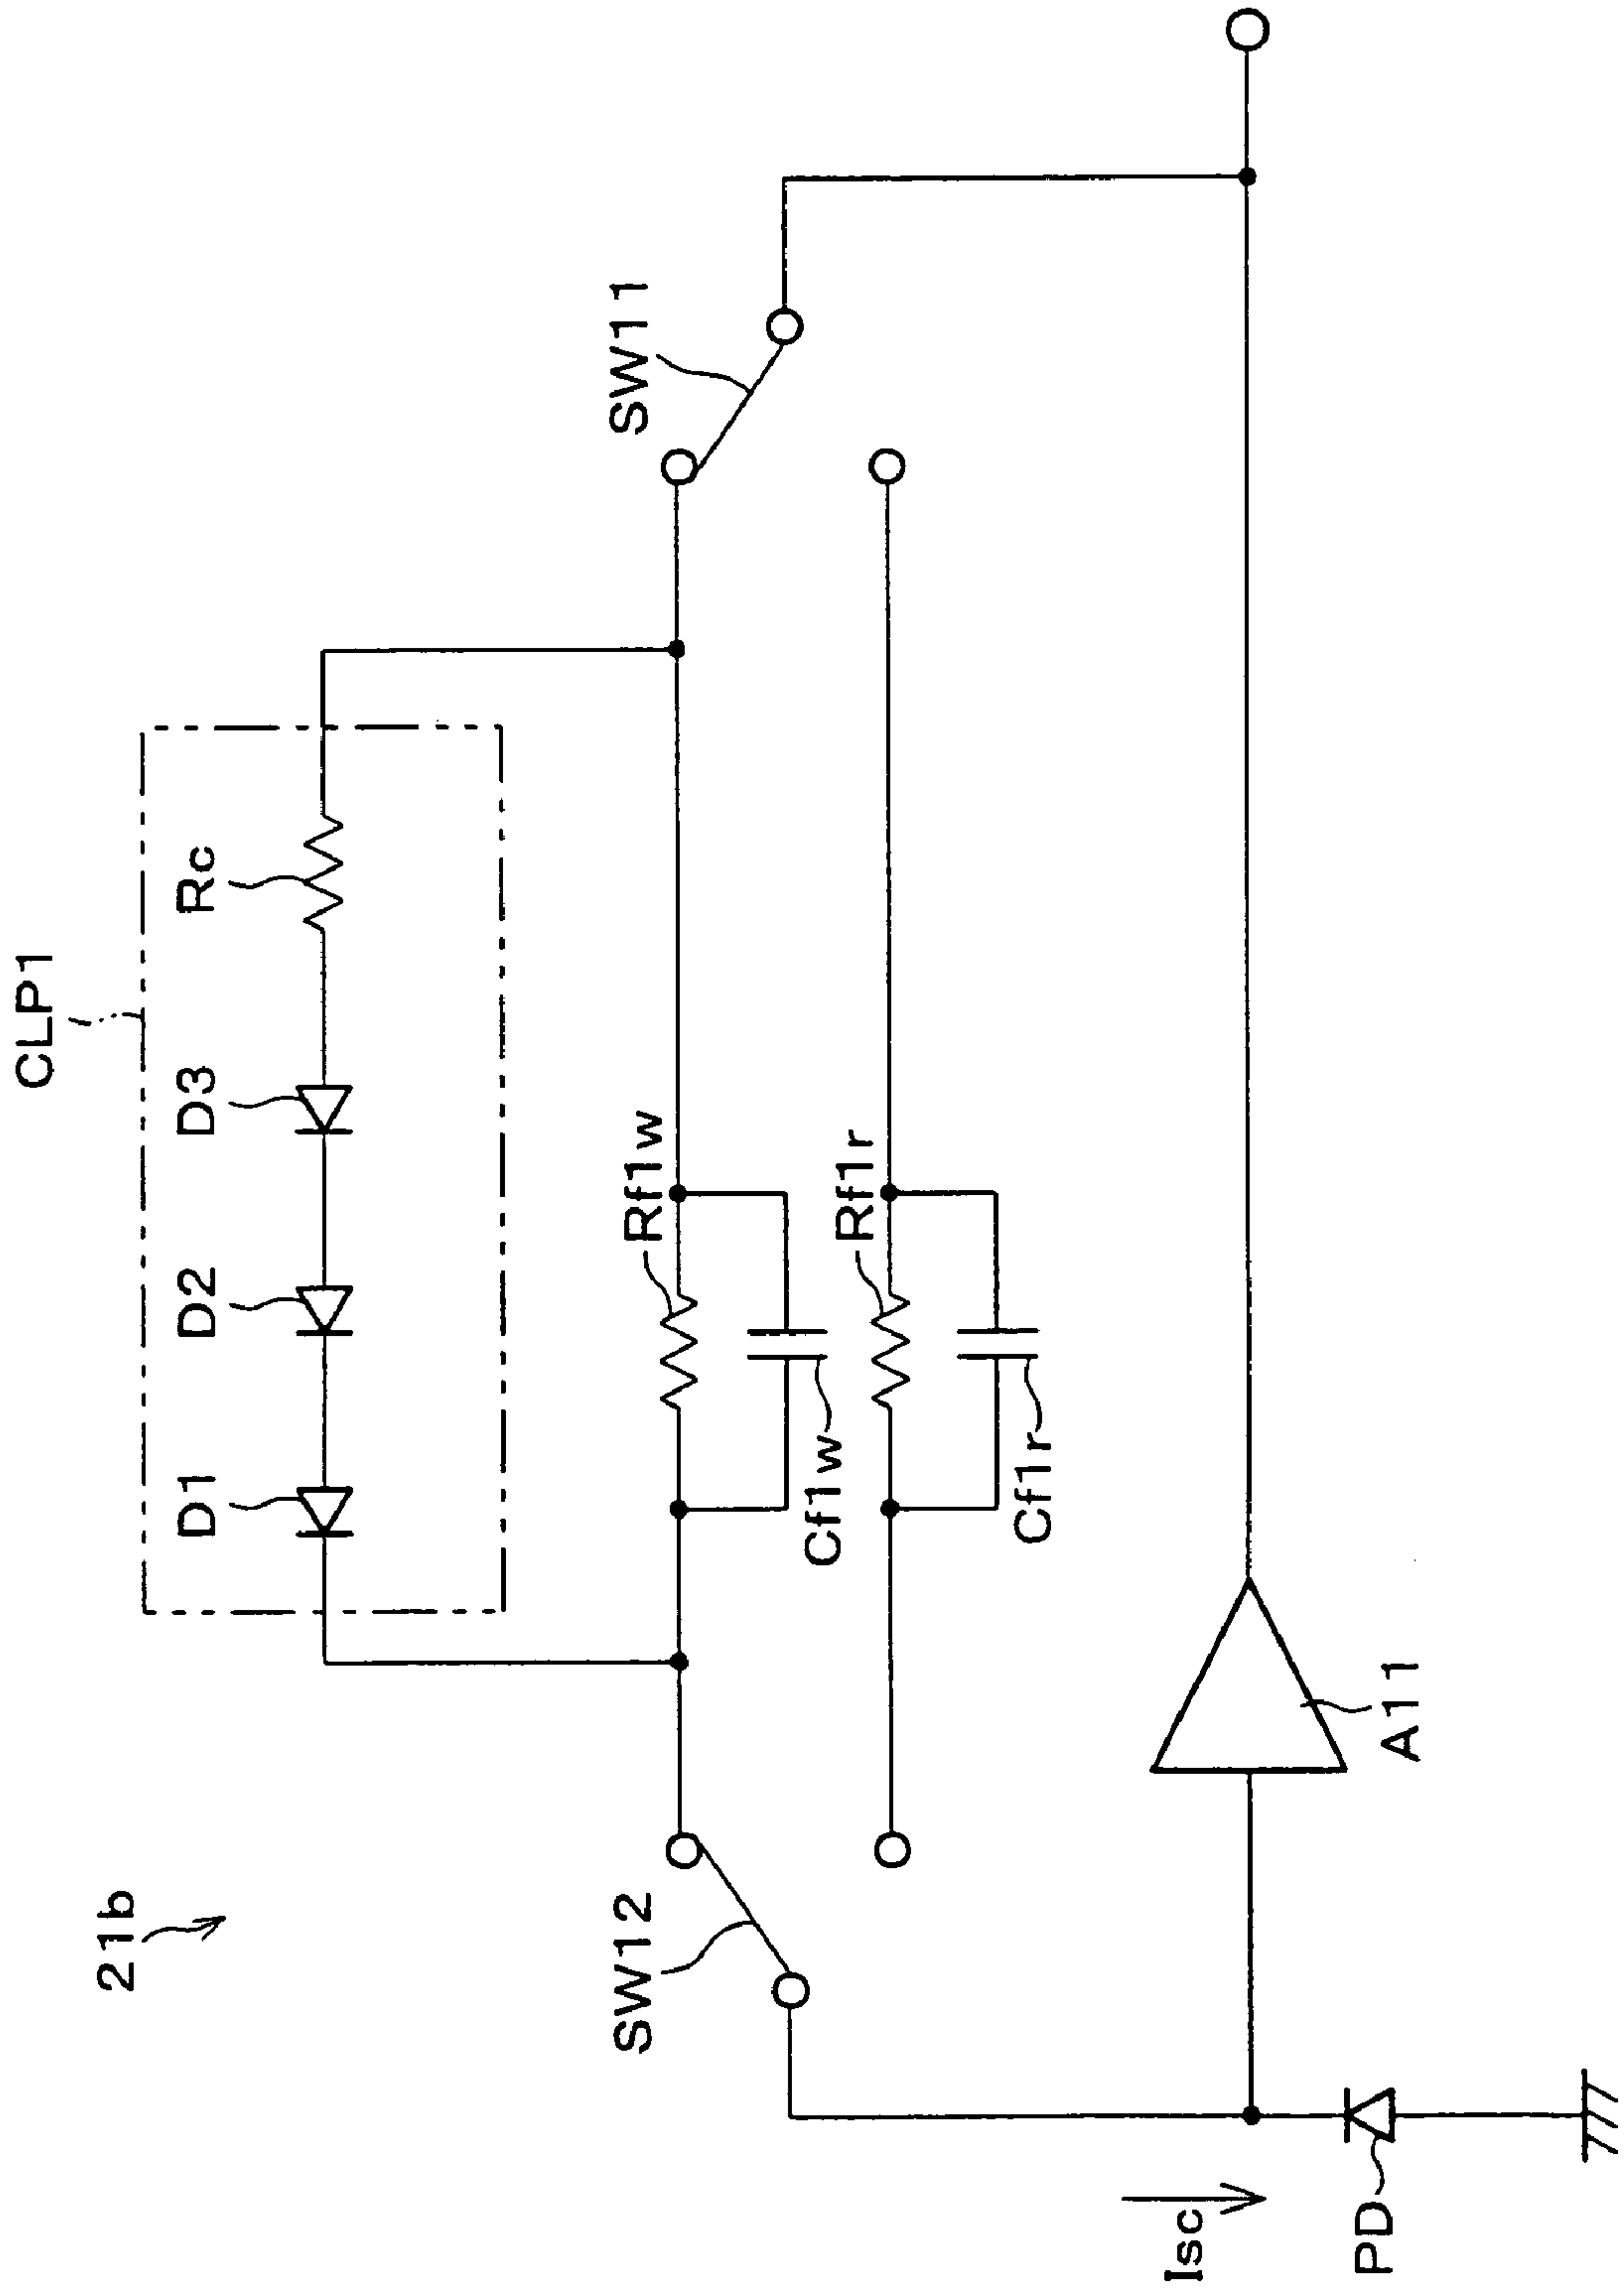 21b
CLP1
D1
D2
D3
Rc
SW12
SW11
Rf1w
Cf1w
Rf1r
Cf1r
Isc
PD
A11